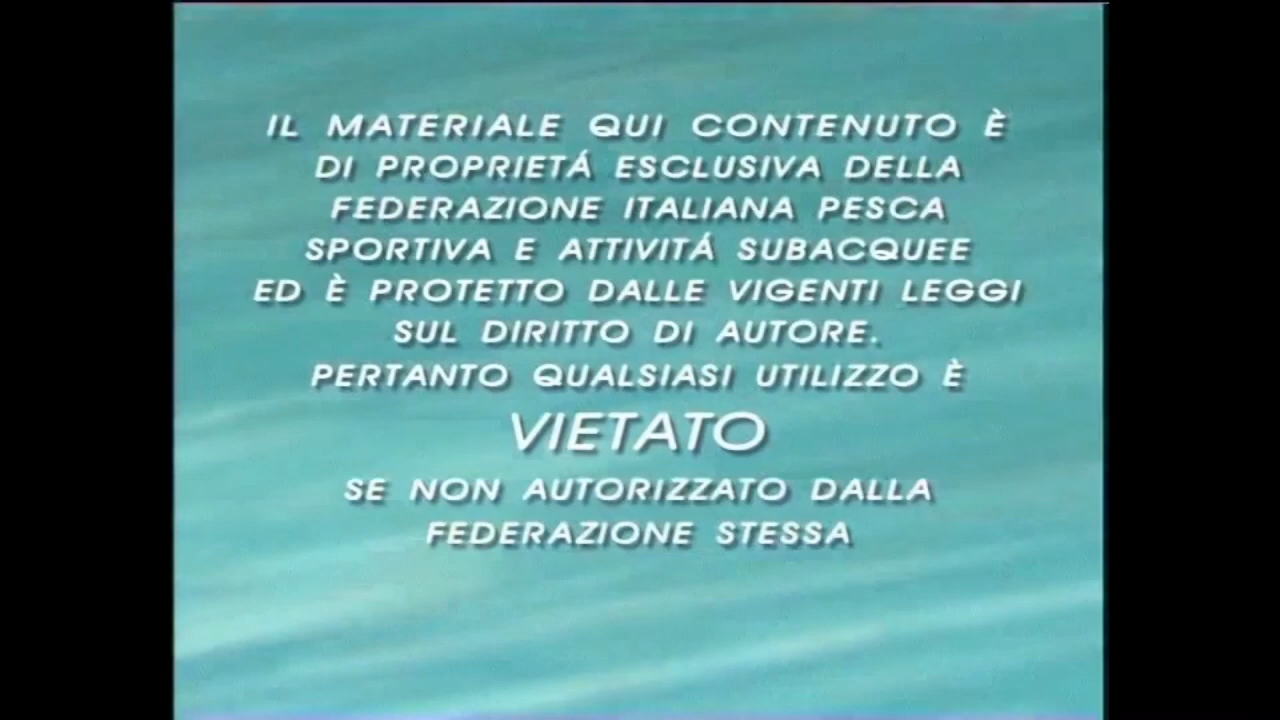 IL MATERIALE QUI CONTENUTO È
DI PROPRIETÁ ESCLUSIVA DELLA
FEDERAZIONE ITALIANA PESCA
SPORTIVA E ATTIVITÁ SUBACQUEE
ED È PROTETTO DALLE VIGENTI LEGGI
SUL DIRITTO DI AUTORE.
PERTANTO QUALSIASI UTILIZZO È
VIETATO
SE NON AUTORIZZATO DALLA
FEDERAZIONE STESSA